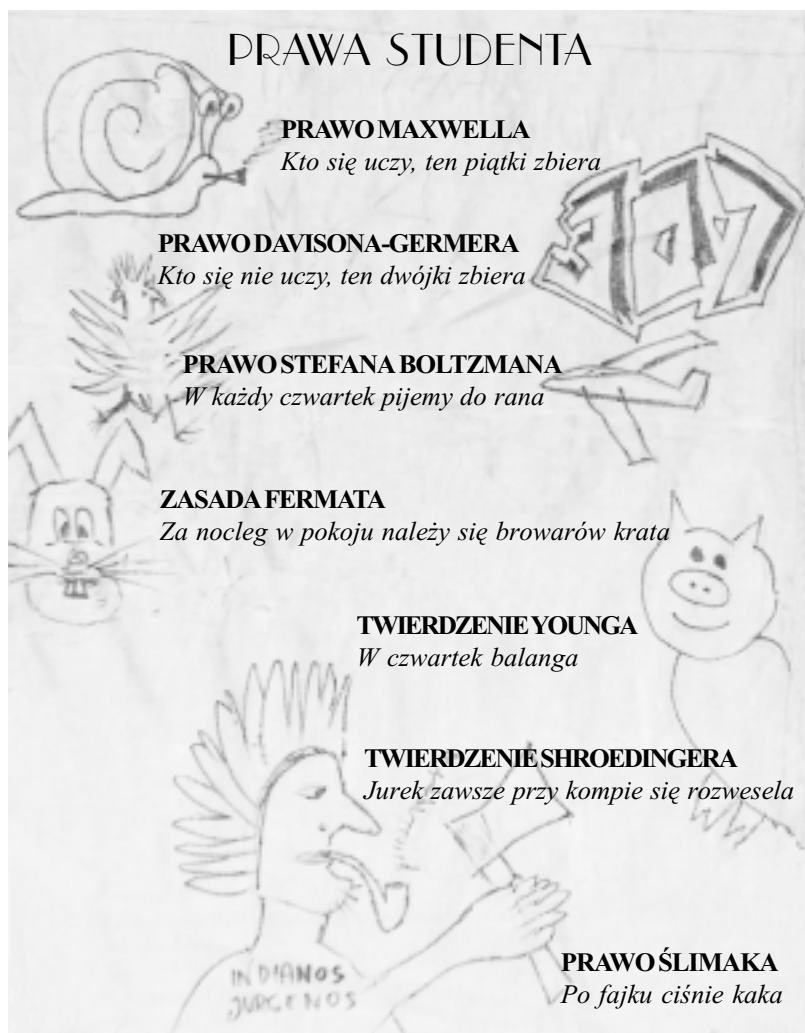 PRAWA STUDENTA
PRAWO MAXWELLA
Kto się uczy, ten piątki zbiera
PRAWO DAVISONA-GERMERA
Kto się nie uczy, ten dwójki zbiera
PRAWO STEFANA BOLTZMANA
W każdy czwartek pijemy do rana
ZASADA FERMATA
Za nocleg w pokoju należy się browarów krata
TWIERDZENIE YOUNGA
W czwartek balanga
TWIERDZENIE SHROEDINGERA
Jurek zawsze przy kompie się rozwesela
PRAWO ŚLIMAKA
Po fajku ciśnie kaka
INDIANOS
JURGENOS